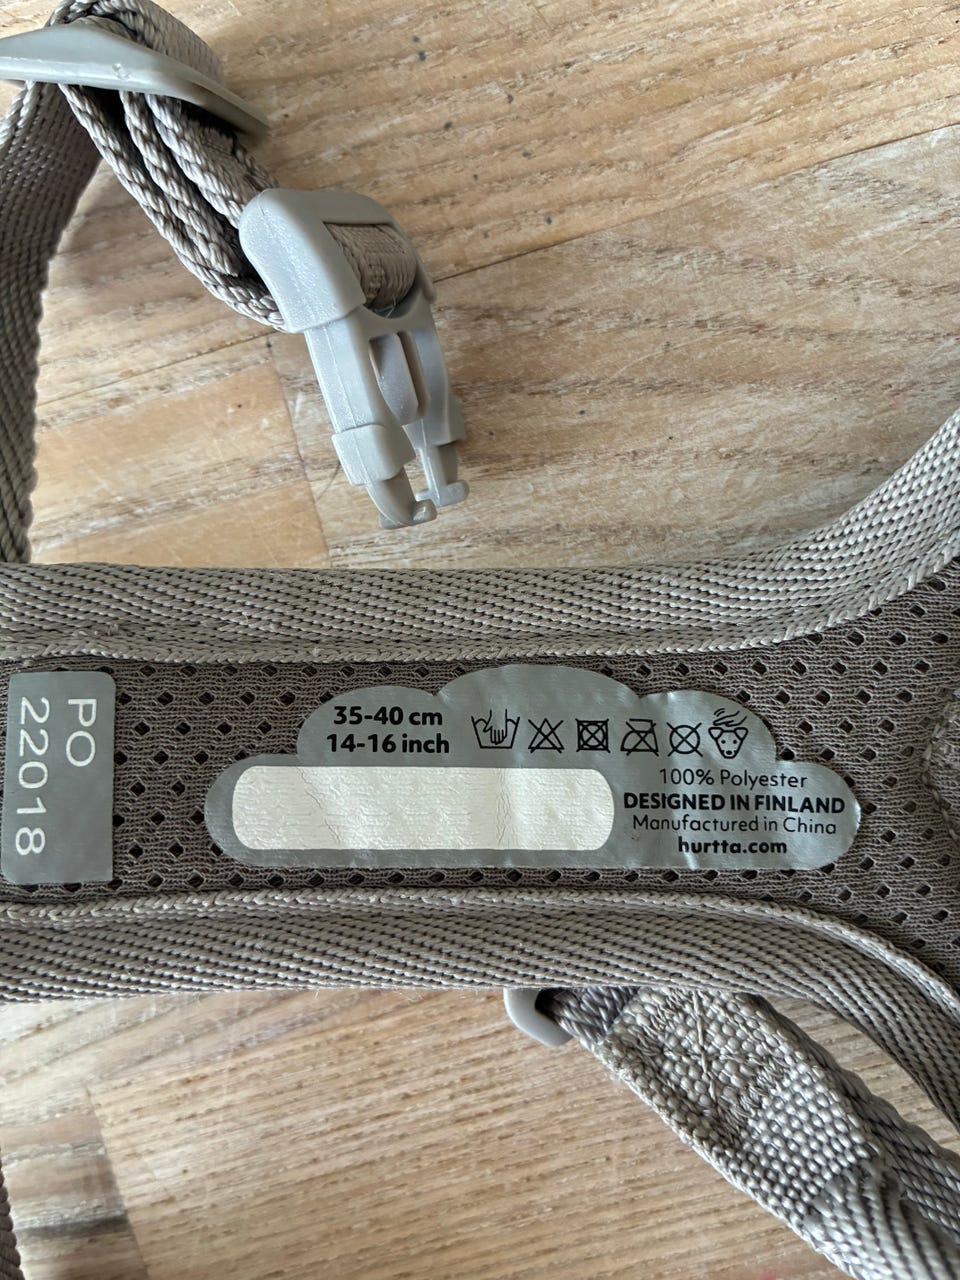 PO
22018
35-40 cm
14-16 inch
100% Polyester
DESIGNED IN FINLAND
Manufactured in China
hurtta.com